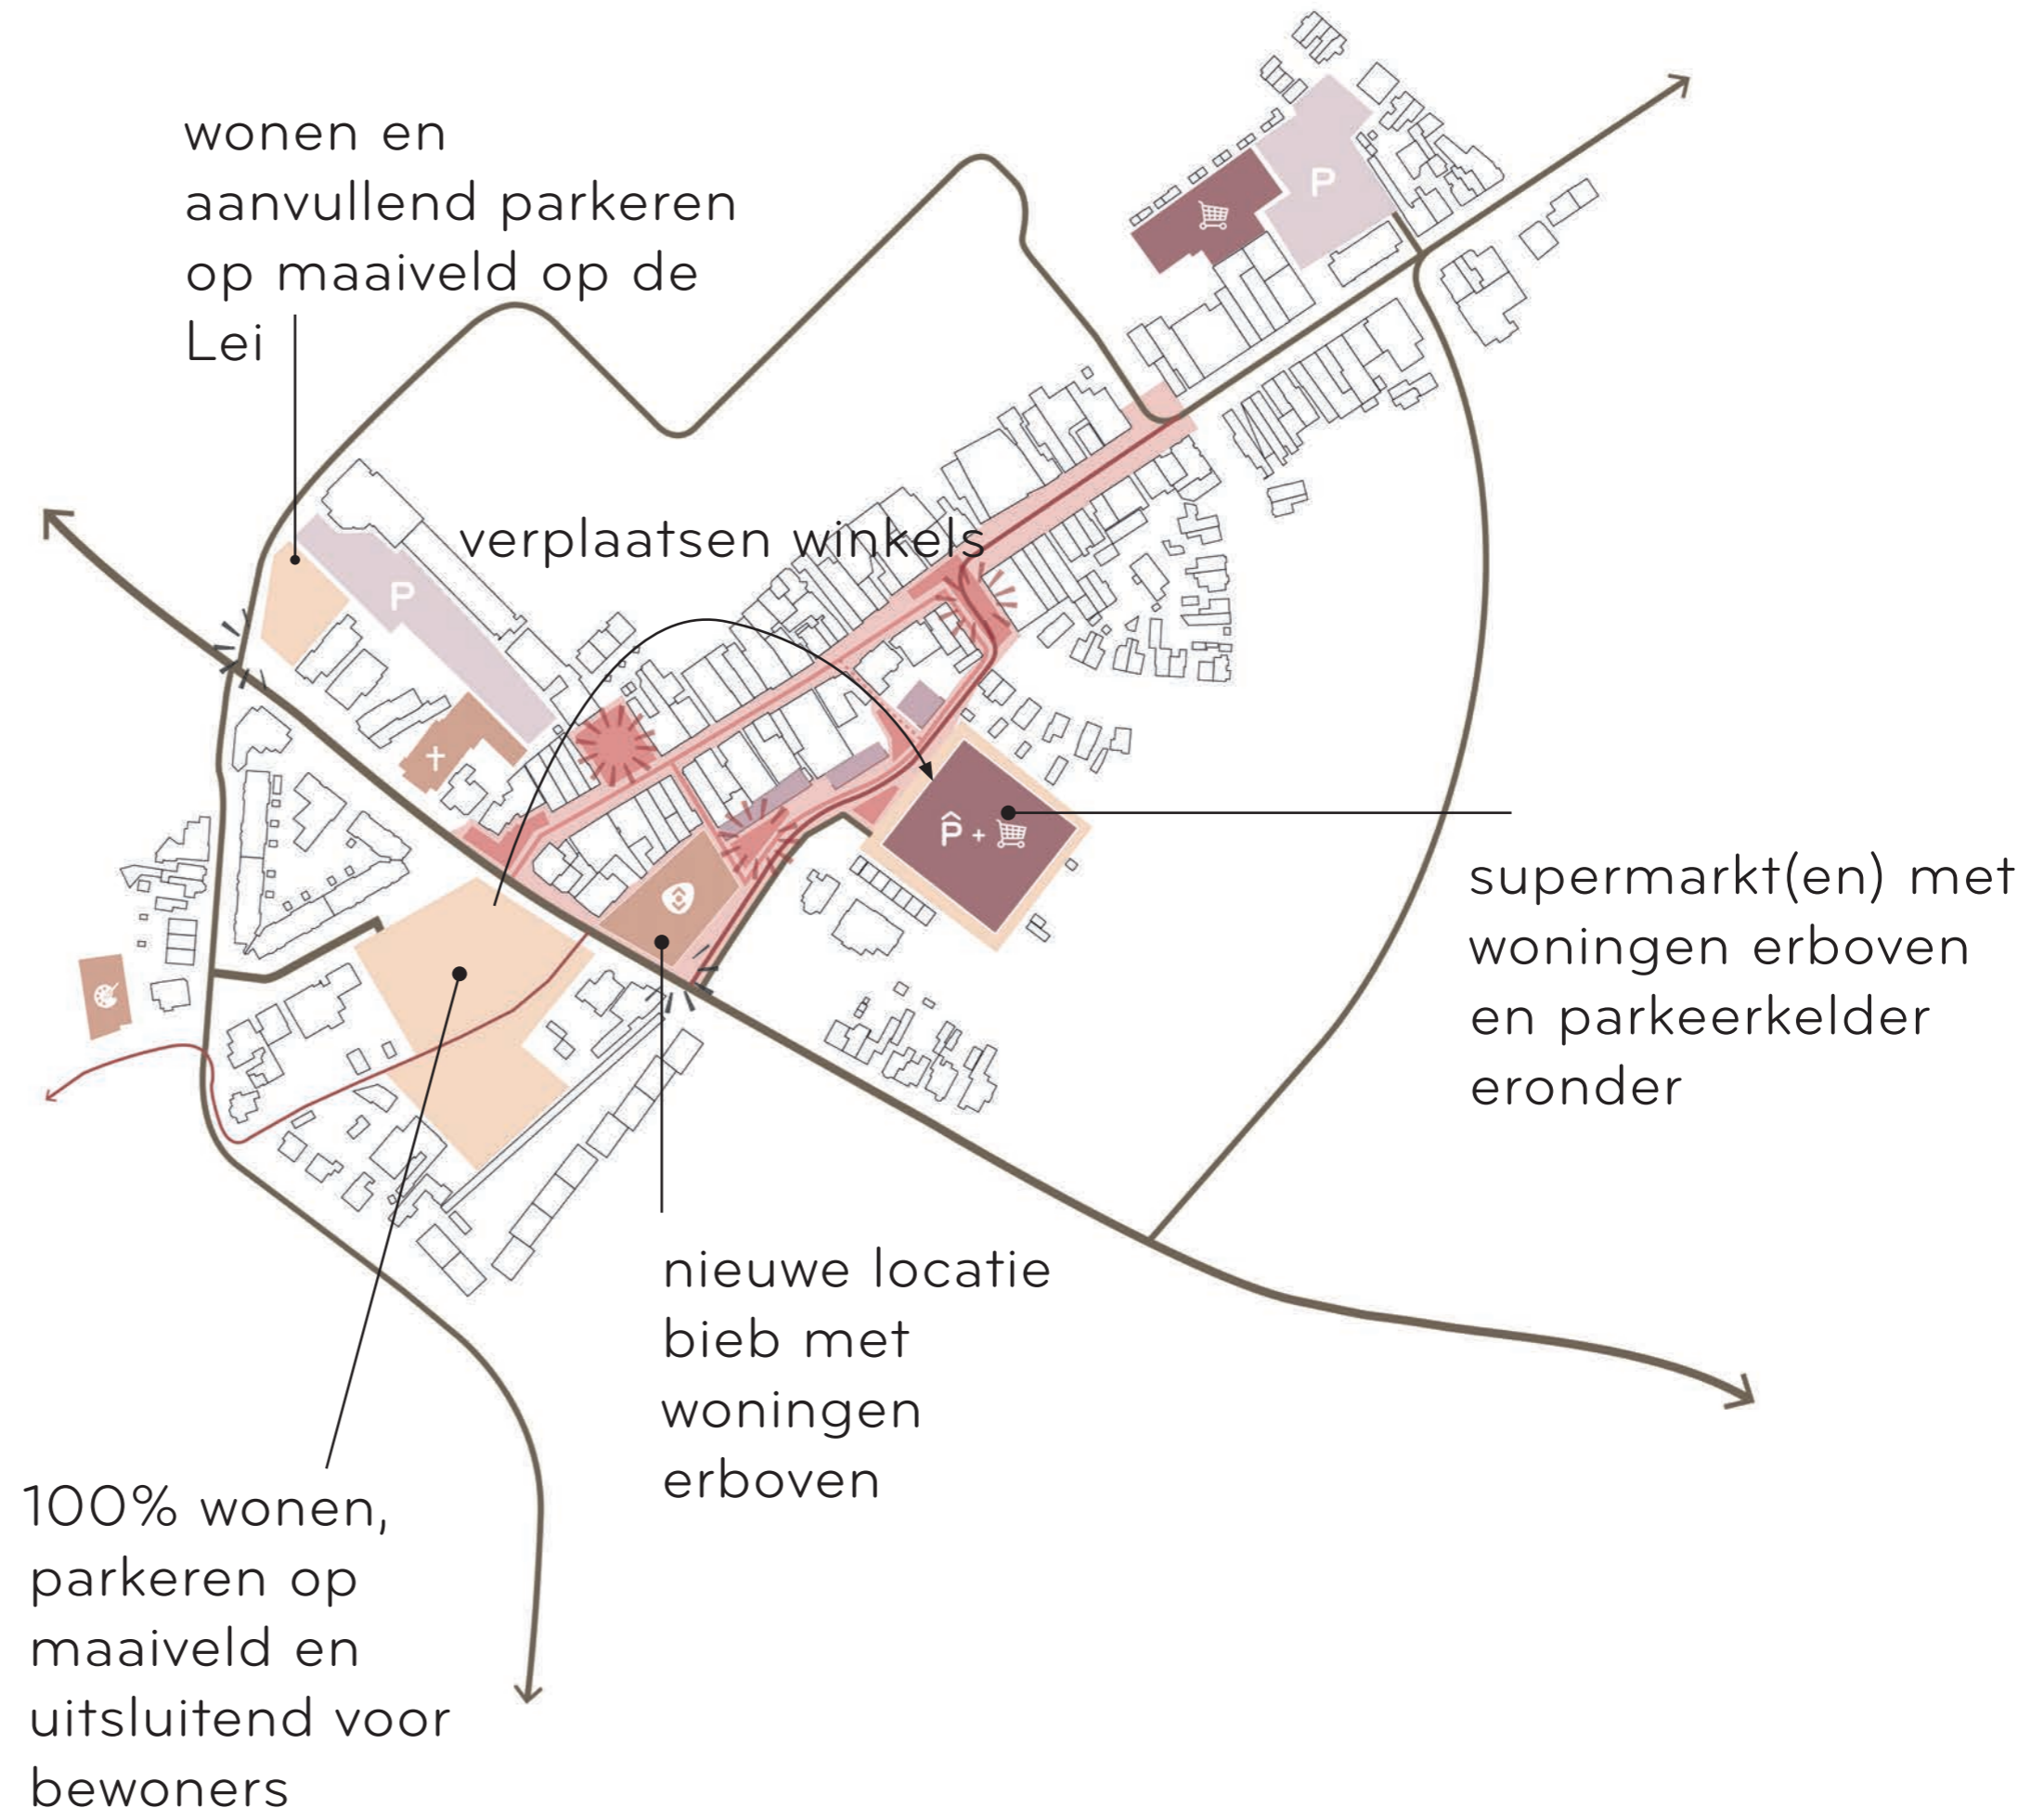 wonen en
aanvullend parkeren
op maaiveld op de
Lei
P
verplaatsen winkels
P
P +
supermarkt(en) met
woningen erboven
en parkeerkelder
eronder
nieuwe locatie
bieb met
woningen
erboven
100% wonen,
parkeren op
maaiveld en
uitsluitend voor
bewoners